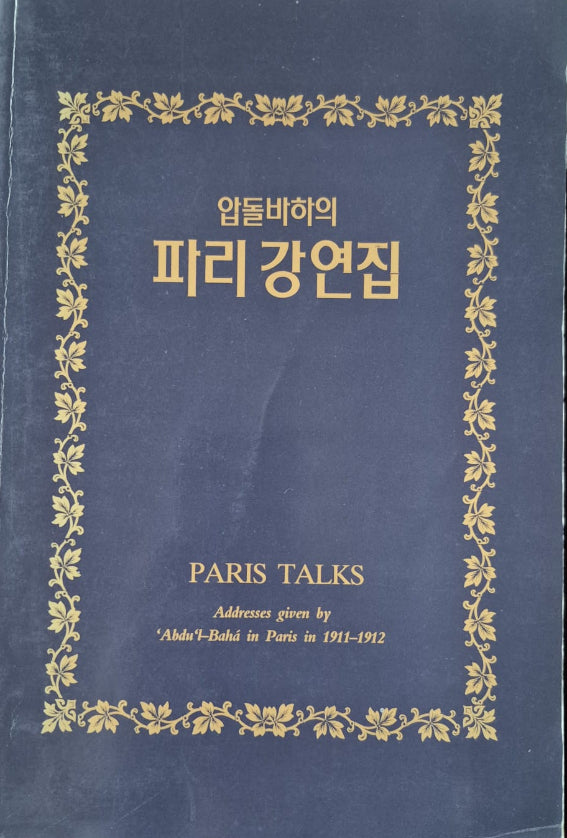 압돌바하의
파리 강연집
PARIS TALKS
Addresses given by
‘Abdu‘l–Bahá in Paris in 1911–1912